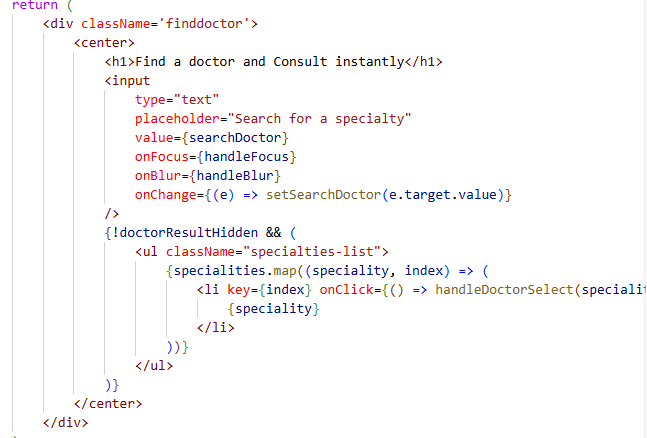 return (
<div className='finddoctor'>
<center>
<h1>Find a doctor and Consult instantly</h1>
<input
type="text"
placeholder="Search for a specialty"
value={searchDoctor}
onFocus={handleFocus}
onBlur={handleBlur}
onChange={(e) => setSearchDoctor(e.target.value)}
/>
{!doctorResultHidden && (
<ul className="specialties-list">
{specialities.map((speciality, index) => (
<li key={index} onClick={() => handleDoctorSelect(specialit
{speciality}
</li>
))}
</ul>
)}
</center>
</div>